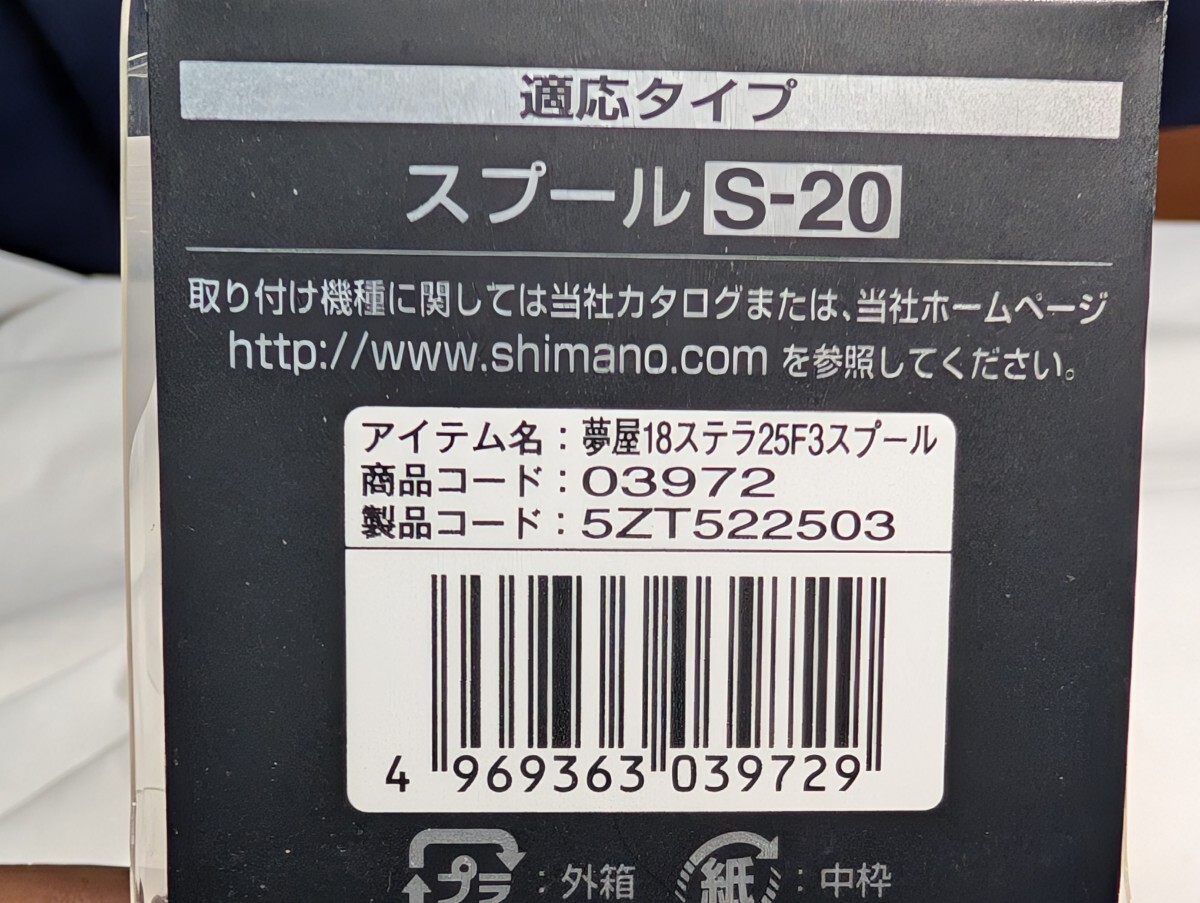 適応タイプ
スプール S-20
取り付け機種に関しては当社カタログまたは、当社ホームページ
http://www.shimano.com を参照してください。
アイテム名：夢屋18ステラ25F3スプール
商品コード：03972
製品コード：5ZT522503
4 969363 039729
プラ：外箱 紙：中枠